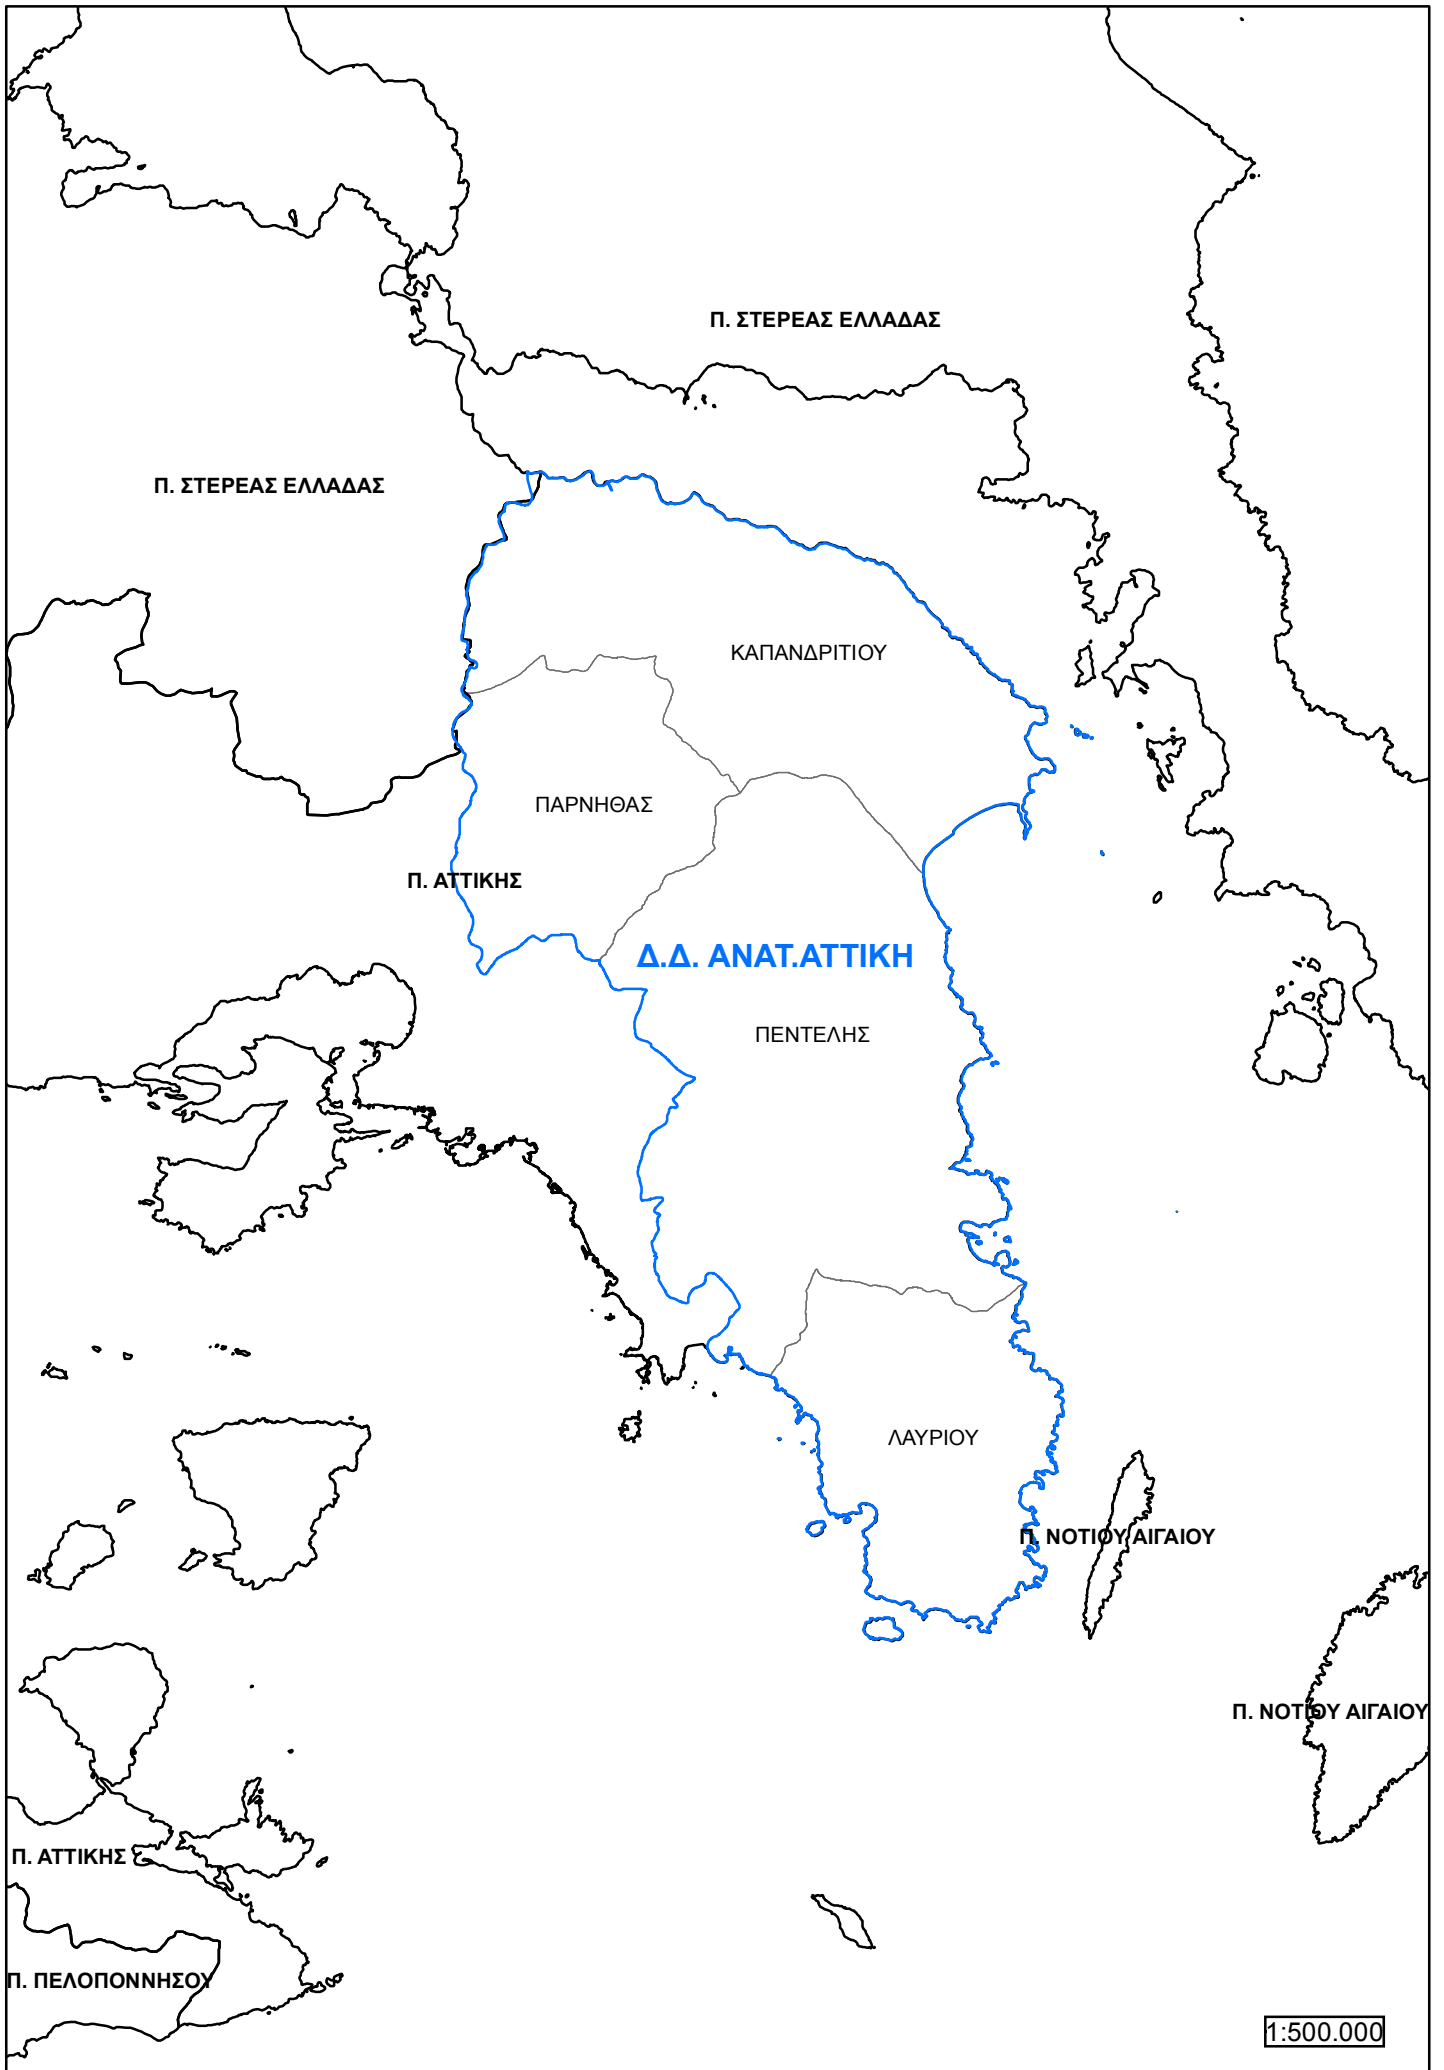 Π. ΣΤΕΡΕΑΣ ΕΛΛΑΔΑΣ
Π. ΣΤΕΡΕΑΣ ΕΛΛΑΔΑΣ
ΚΑΠΑΝΔΡΙΤΙΟΥ
ΠΑΡΝΗΘΑΣ
Π. ΑΤΤΙΚΗΣ
Δ.Δ. ΑΝΑΤ.ΑΤΤΙΚΗ
ΠΕΝΤΕΛΗΣ
ΛΑΥΡΙΟΥ
Π. ΝΟΤΙΟΥ ΑΙΓΑΙΟΥ
Π. ΝΟΤΙΟΥ ΑΙΓΑΙΟΥ
Π. ΑΤΤΙΚΗΣ
Π. ΠΕΛΟΠΟΝΝΗΣΟΥ
1:500.000